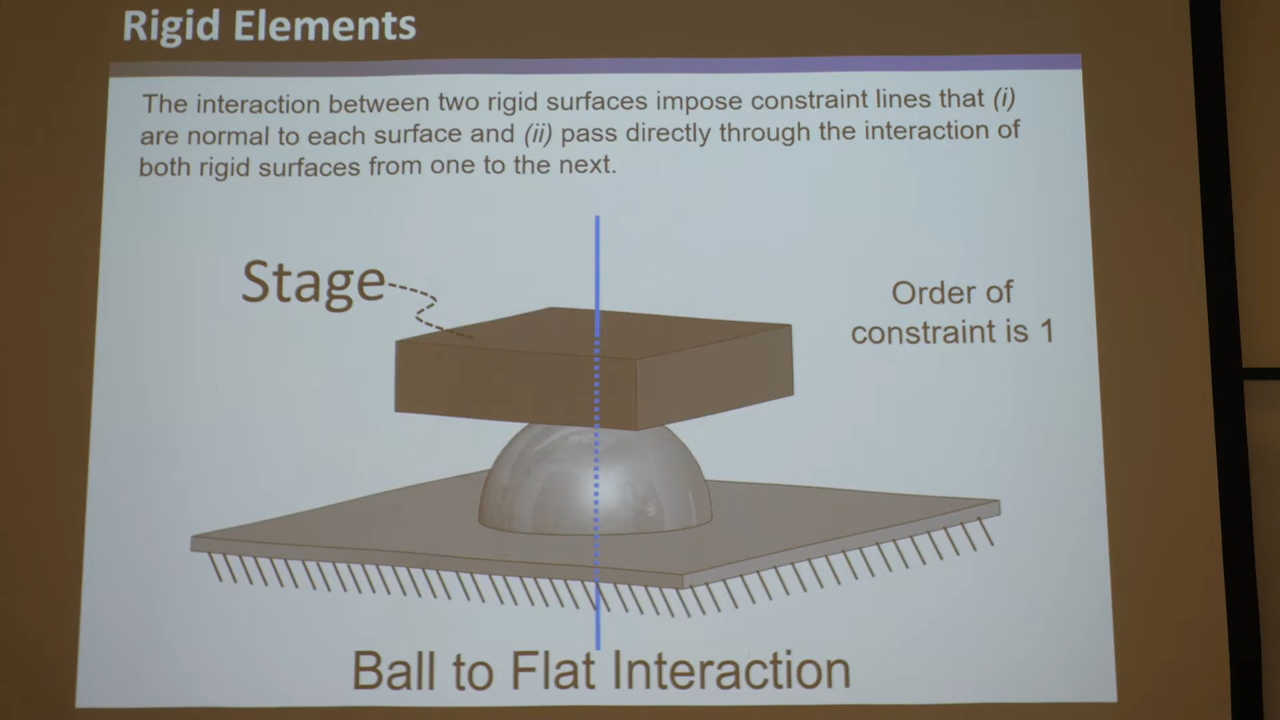 Rigid Elements
The interaction between two rigid surfaces impose constraint lines that (i)
are normal to each surface and (ii) pass directly through the interaction of
both rigid surfaces from one to the next.
Stage
Order of
constraint is 1
Ball to Flat Interaction